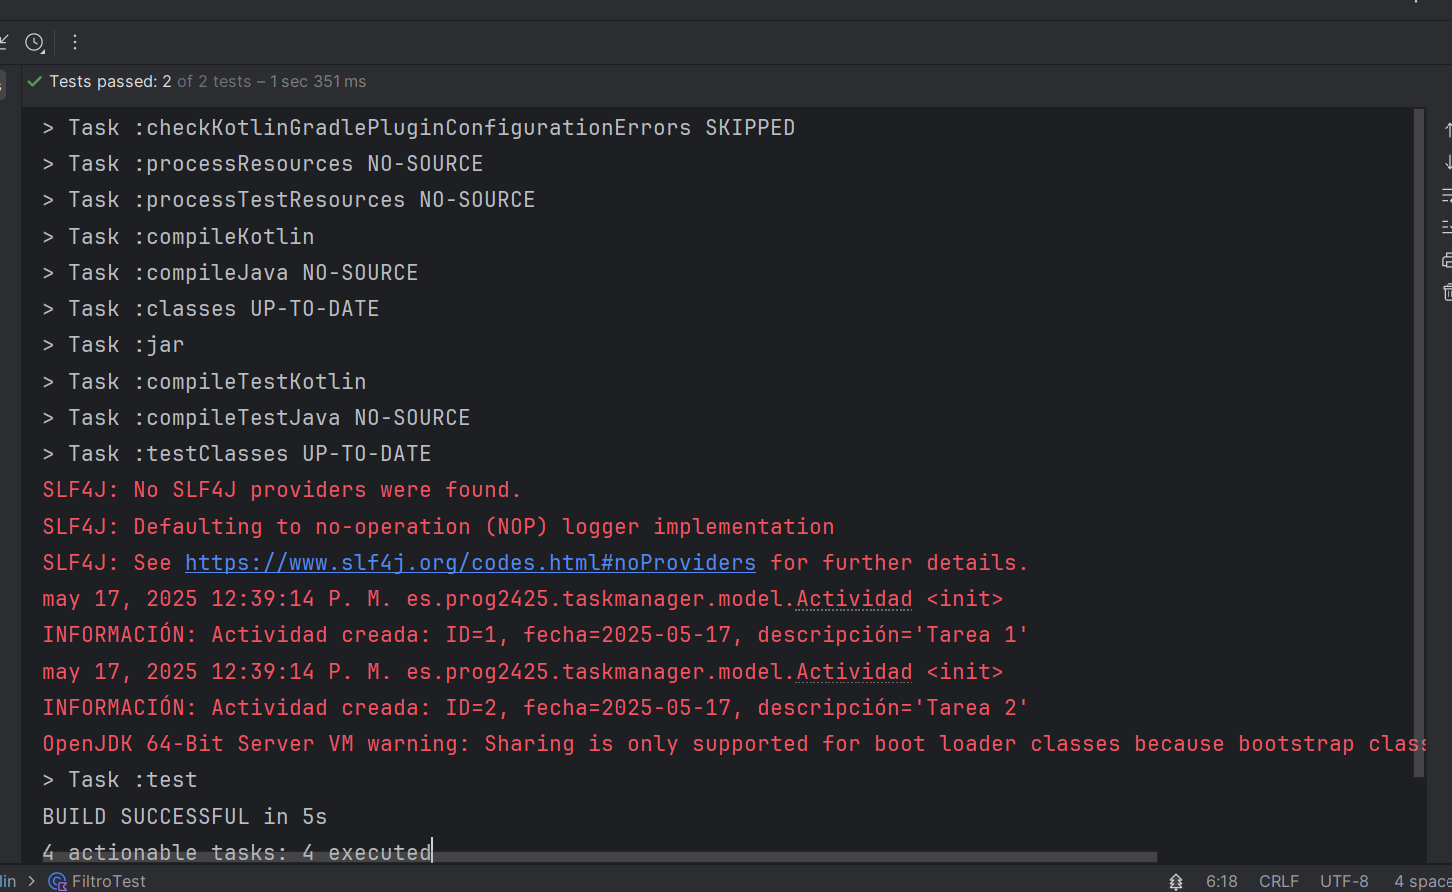 Tests passed: 2 of 2 tests – 1 sec 351 ms
> Task :checkKotlinGradlePluginConfigurationErrors SKIPPED
> Task :processResources NO-SOURCE
> Task :processTestResources NO-SOURCE
> Task :compileKotlin
> Task :compileJava NO-SOURCE
> Task :classes UP-TO-DATE
> Task :jar
> Task :compileTestKotlin
> Task :compileTestJava NO-SOURCE
> Task :testClasses UP-TO-DATE
SLF4J: No SLF4J providers were found.
SLF4J: Defaulting to no-operation (NOP) logger implementation
SLF4J: See https://www.slf4j.org/codes.html#noProviders for further details.
may 17, 2025 12:39:14 P. M. es.prog2425.taskmanager.model.Actividad <init>
INFORMACIÓN: Actividad creada: ID=1, fecha=2025-05-17, descripción='Tarea 1'
may 17, 2025 12:39:14 P. M. es.prog2425.taskmanager.model.Actividad <init>
INFORMACIÓN: Actividad creada: ID=2, fecha=2025-05-17, descripción='Tarea 2'
OpenJDK 64-Bit Server VM warning: Sharing is only supported for boot loader classes because bootstrap clas
> Task :test
BUILD SUCCESSFUL in 5s
4 actionable tasks: 4 executed
lin > FiltroTest 6:18 CRLF UTF-8 4 spac